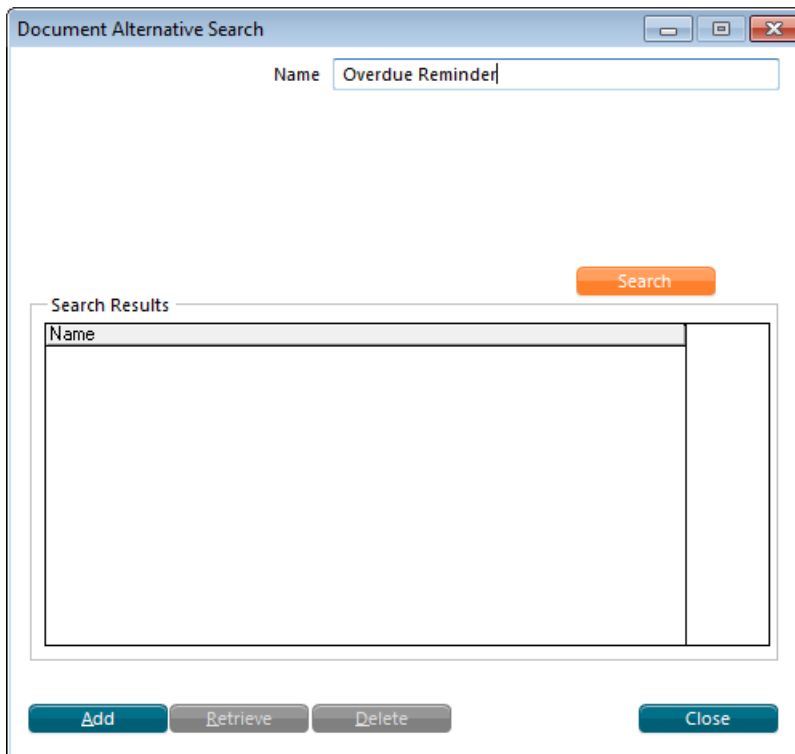 Document Alternative Search
Name Overdue Reminder
Search
Search Results
Name
Add Retrieve Delete Close